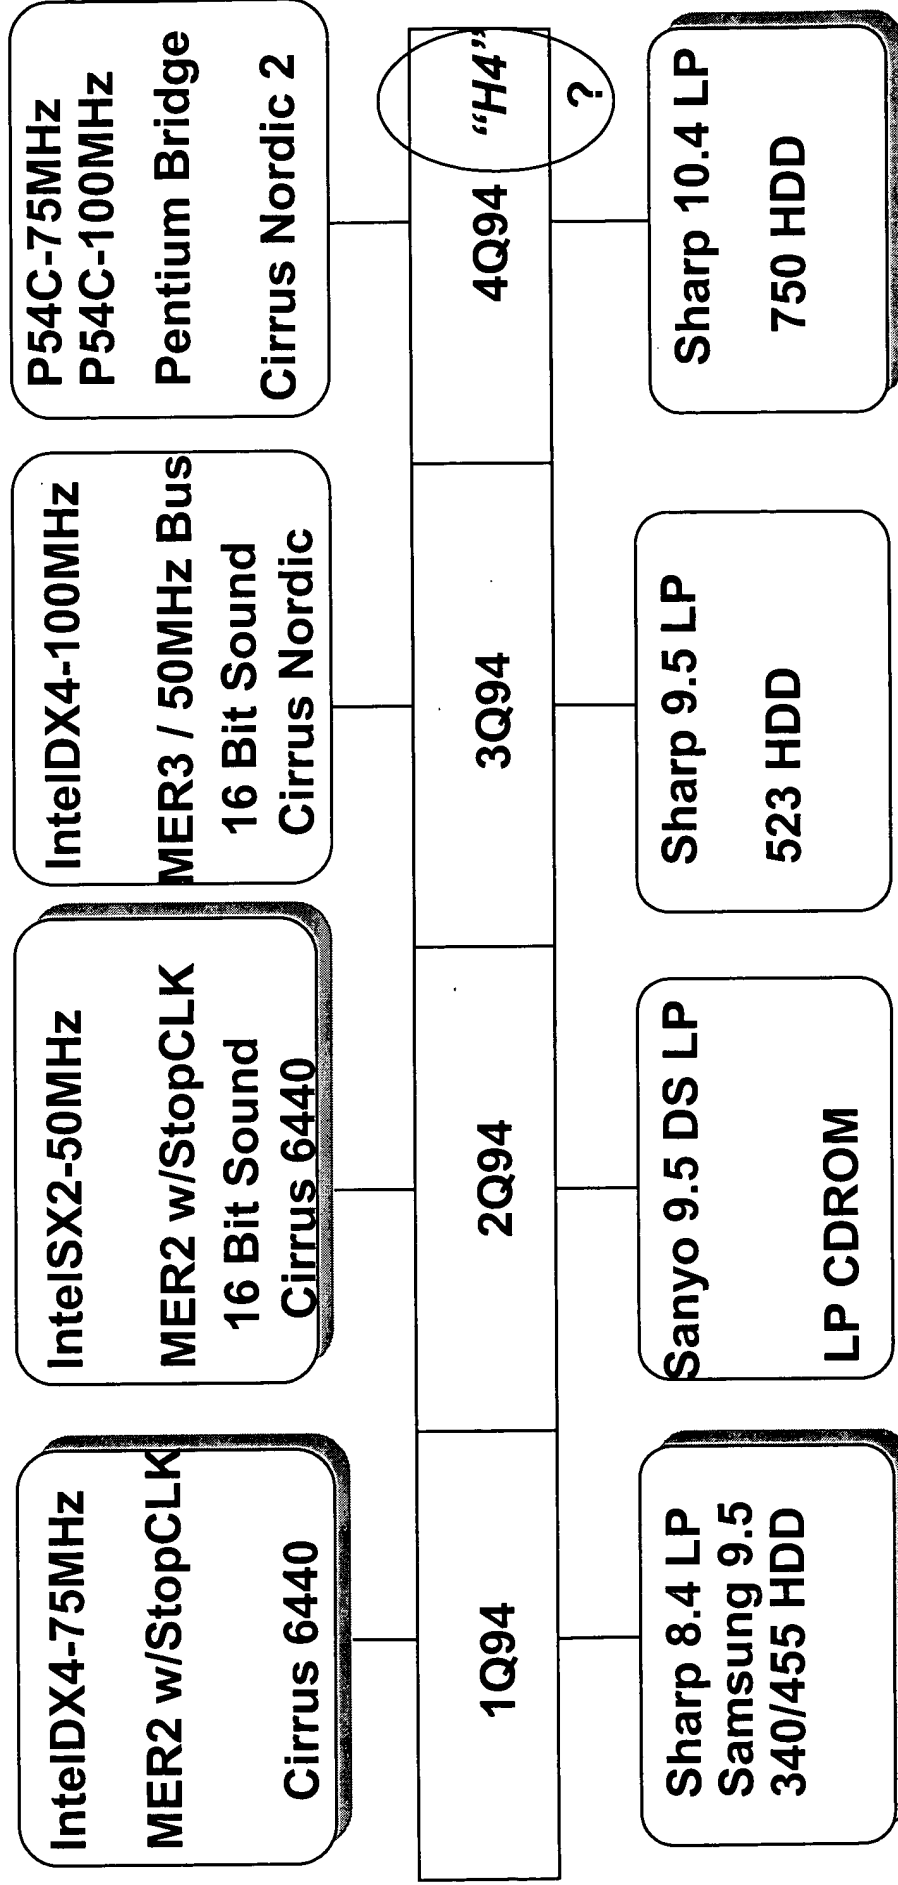 IntelDX4-75MHz
MER2 w/StopCLK
Cirrus 6440
IntelSX2-50MHz
MER2 w/StopCLK
16 Bit Sound
Cirrus 6440
IntelDX4-100MHz
MER3 / 50MHz Bus
16 Bit Sound
Cirrus Nordic
P54C-75MHz
P54C-100MHz
Pentium Bridge
Cirrus Nordic 2
1Q94
2Q94
3Q94
4Q94
“H4”
?
Sharp 8.4 LP
Samsung 9.5
340/455 HDD
Sanyo 9.5 DS LP
LP CDROM
Sharp 9.5 LP
523 HDD
Sharp 10.4 LP
750 HDD